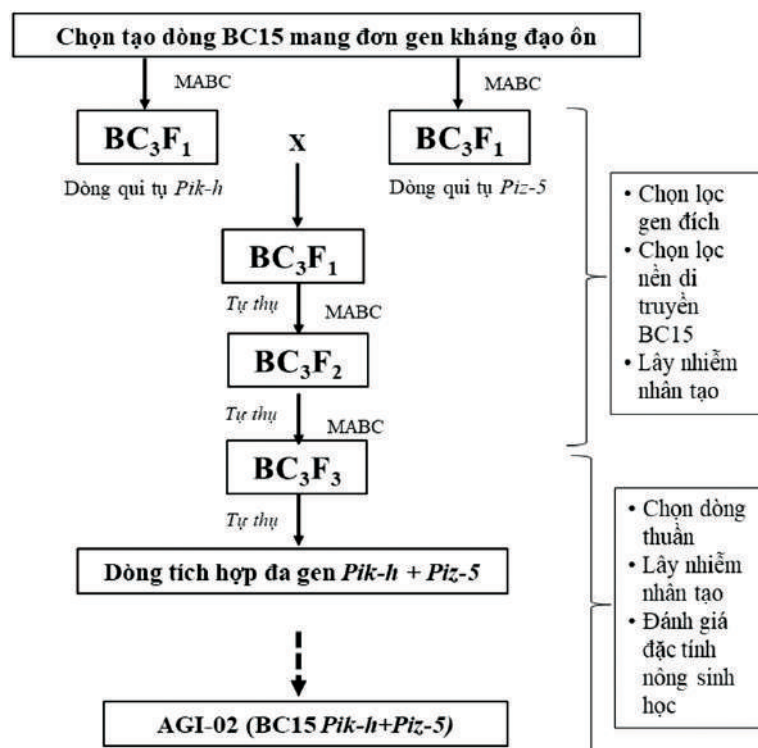 Chọn tạo dòng BC15 mang đơn gen kháng đạo ôn
MABC
MABC
BC₃F₁
X
BC₃F₁
Dòng qui tụ Pik-h
Dòng qui tụ Piz-5
BC₃F₁
Tự thụ
MABC
BC₃F₂
Tự thụ
MABC
BC₃F₃
Tự thụ
Dòng tích hợp đa gen Pik-h + Piz-5
AGI-02 (BC15 Pik-h+Piz-5)
• Chọn lọc
gen đích
• Chọn lọc
nền di
truyền
BC15
• Lây nhiễm
nhân tạo
• Chọn dòng
thuần
• Lây nhiễm
nhân tạo
• Đánh giá
đặc tính
nông sinh
học